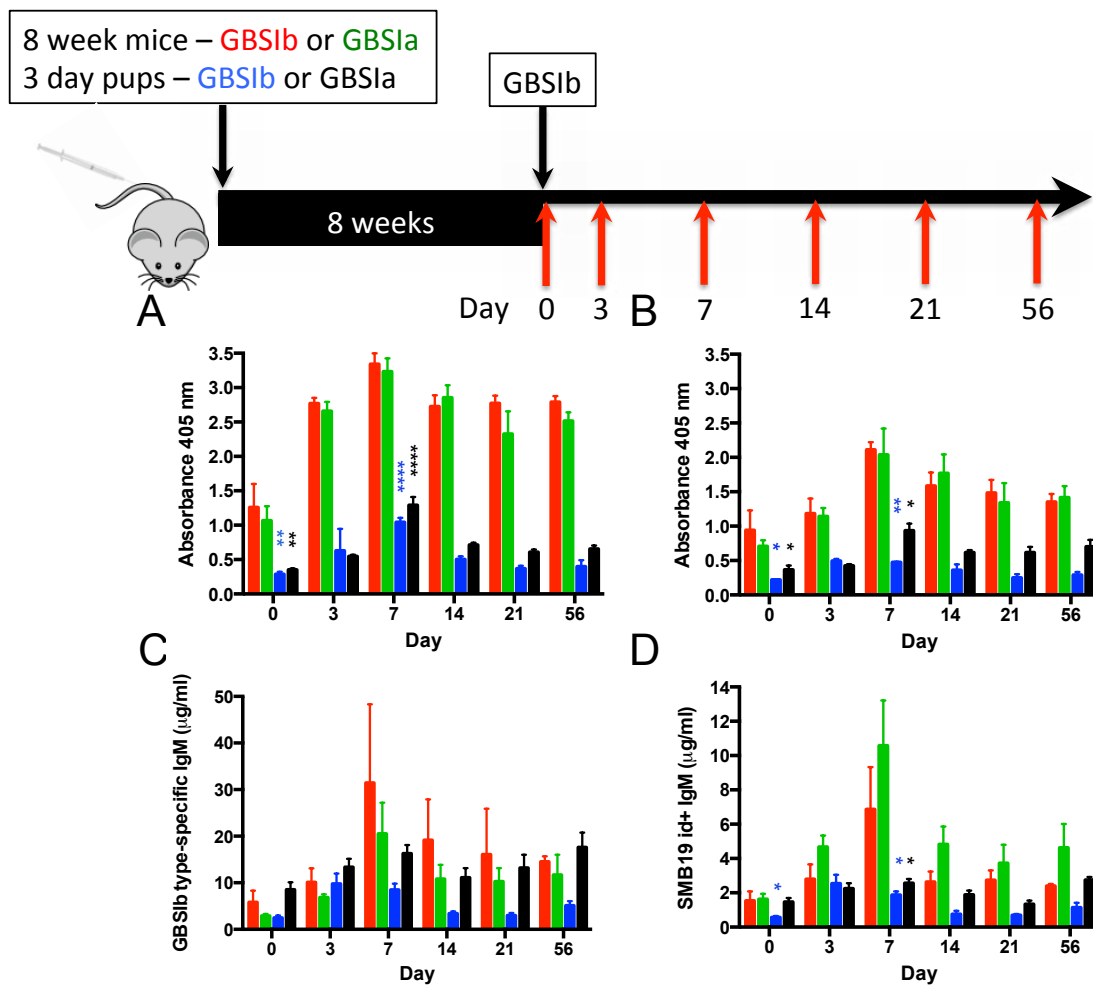 8 week mice – GBSIb or GBSIa
3 day pups – GBSIb or GBSIa
GBSIb
8 weeks
Day 0 3 7 14 21 56
A
B
Absorbance 405 nm
3.5
3.0
2.5
2.0
1.5
1.0
0.5
0.0
**
**
****
****
0 3 7 14 21 56
Day
Absorbance 405 nm
3.5
3.0
2.5
2.0
1.5
1.0
0.5
0.0
*
*
**
*
0 3 7 14 21 56
Day
C
D
GBSIb type-specific IgM (μg/ml)
50
40
30
20
10
0
0 3 7 14 21 56
Day
SMB19 id+ IgM (μg/ml)
14
12
10
8
6
4
2
0
*
*
*
0 3 7 14 21 56
Day